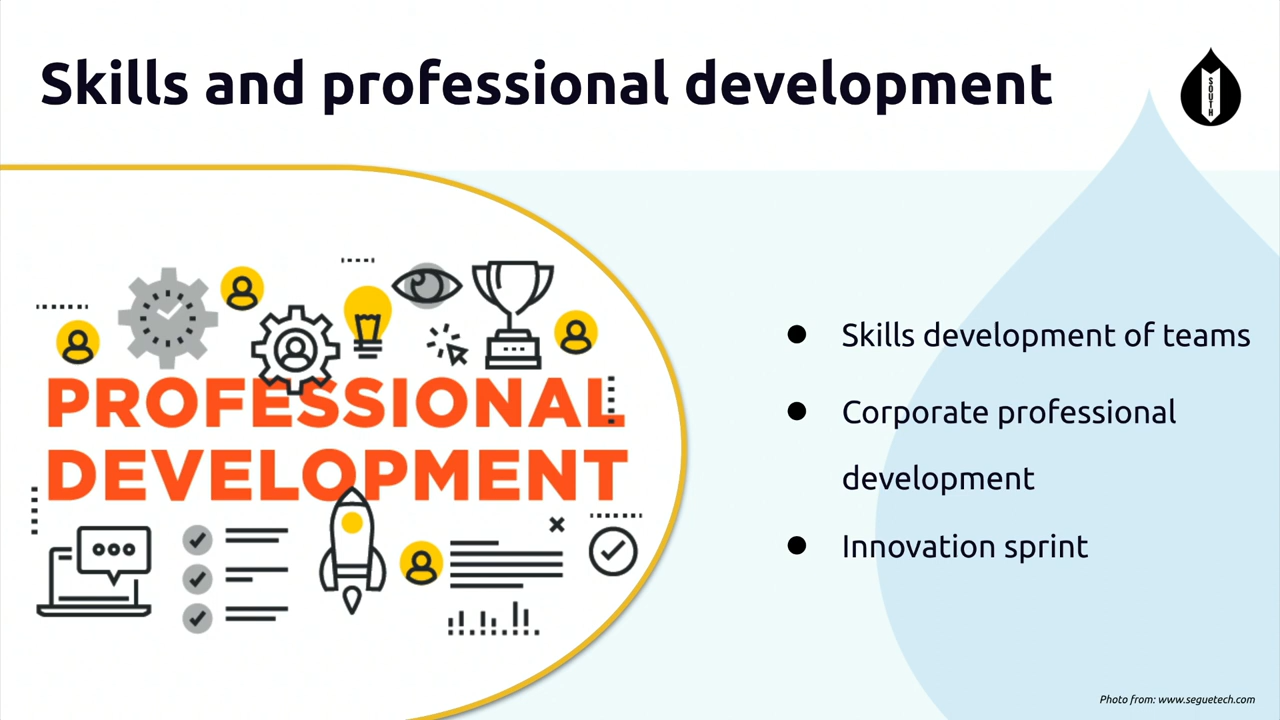 Skills and professional development
SOUTH
PROFESSIONAL
DEVELOPMENT
● Skills development of teams
● Corporate professional
development
● Innovation sprint
Photo from: www.seguetech.com